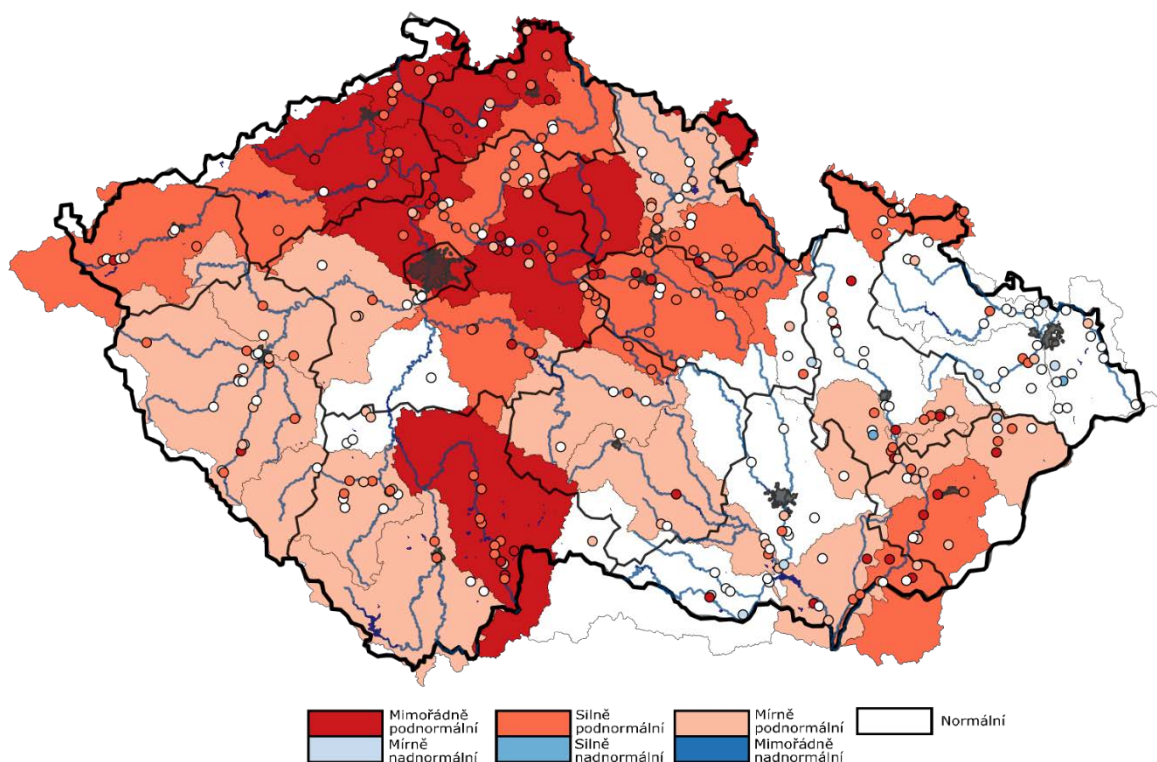 Mimořádně
podnormální
Silně
podnormální
Mírně
podnormální
Normální
Mírně
nadnormální
Silně
nadnormální
Mimořádně
nadnormální